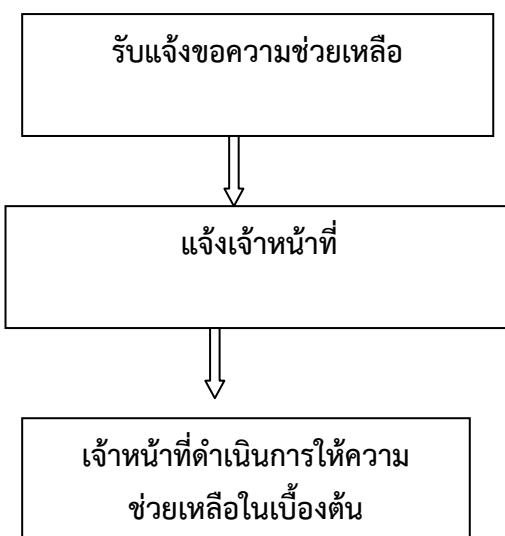 รับแจ้งขอความช่วยเหลือ
แจ้งเจ้าหน้าที่
เจ้าหน้าที่ดำเนินการให้ความ
ช่วยเหลือในเบื้องต้น